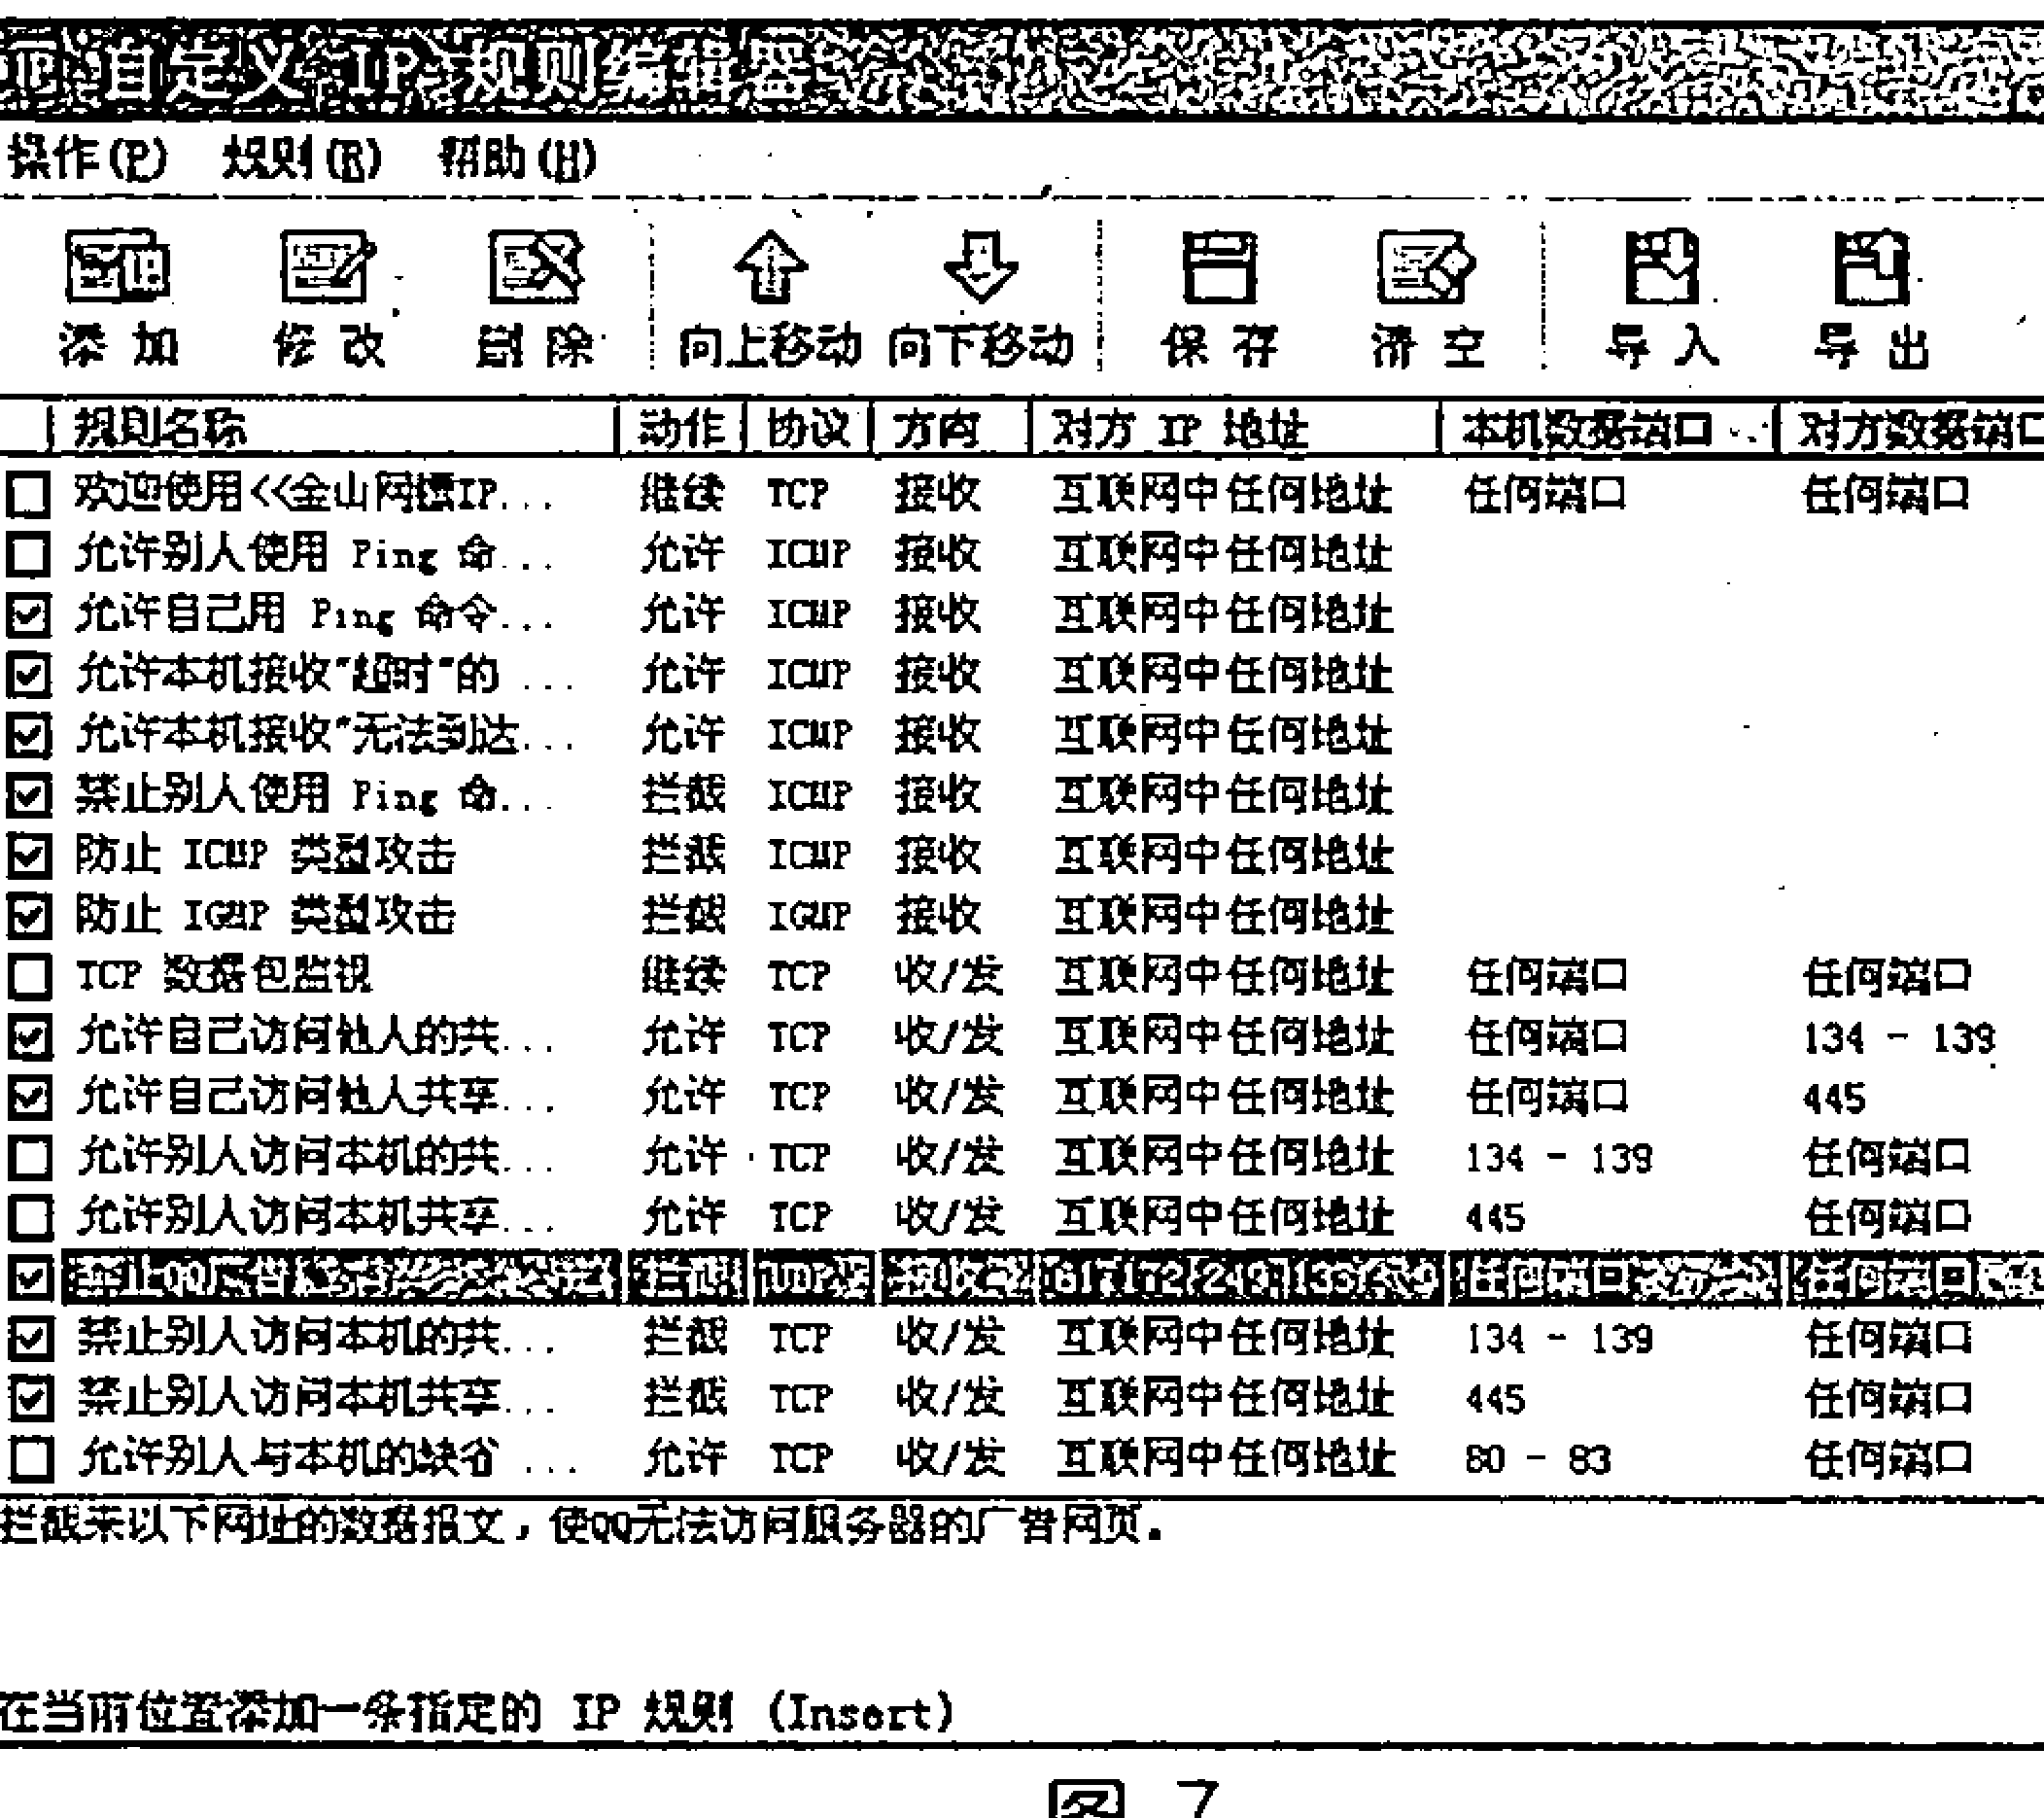 自定义 IP 规则编辑器
操作(P) 规则(R) 帮助(H)
添加 修改 删除 向上移动 向下移动 保存 清空 导入 导出
规则名称 动作 协议 方向 对方 IP 地址 本机数据端口 对方数据端口
欢迎使用<<金山网镖IP... 继续 TCP 接收 互联网中任何地址 任何端口 任何端口
允许别人使用 Ping 命... 允许 ICMP 接收 互联网中任何地址
允许自己用 Ping 命令... 允许 ICMP 接收 互联网中任何地址
允许本机接收"超时"的 ... 允许 ICMP 接收 互联网中任何地址
允许本机接收"无法到达... 允许 ICMP 接收 互联网中任何地址
禁止别人使用 Ping 命... 拦截 ICMP 接收 互联网中任何地址
防止 ICMP 类型攻击 拦截 ICMP 接收 互联网中任何地址
防止 IGMP 类型攻击 拦截 IGMP 接收 互联网中任何地址
TCP 数据包监视 继续 TCP 收/发 互联网中任何地址 任何端口 任何端口
允许自己访问他人的共... 允许 TCP 收/发 互联网中任何地址 任何端口 134 - 139
允许自己访问他人共享... 允许 TCP 收/发 互联网中任何地址 任何端口 445
允许别人访问本机的共... 允许 TCP 收/发 互联网中任何地址 134 - 139 任何端口
允许别人访问本机共享... 允许 TCP 收/发 互联网中任何地址 445 任何端口
禁止QQ广告 拦截 接收 任何端口 任何端口
禁止别人访问本机的共... 拦截 TCP 收/发 互联网中任何地址 134 - 139 任何端口
禁止别人访问本机共享... 拦截 TCP 收/发 互联网中任何地址 445 任何端口
允许别人与本机的缺省 ... 允许 TCP 收/发 互联网中任何地址 80 - 83 任何端口
拦截来以下网址的数据报文，使QQ无法访问服务器的广告网页.
在当前位置添加一条指定的 IP 规则 (Insert)
图 7